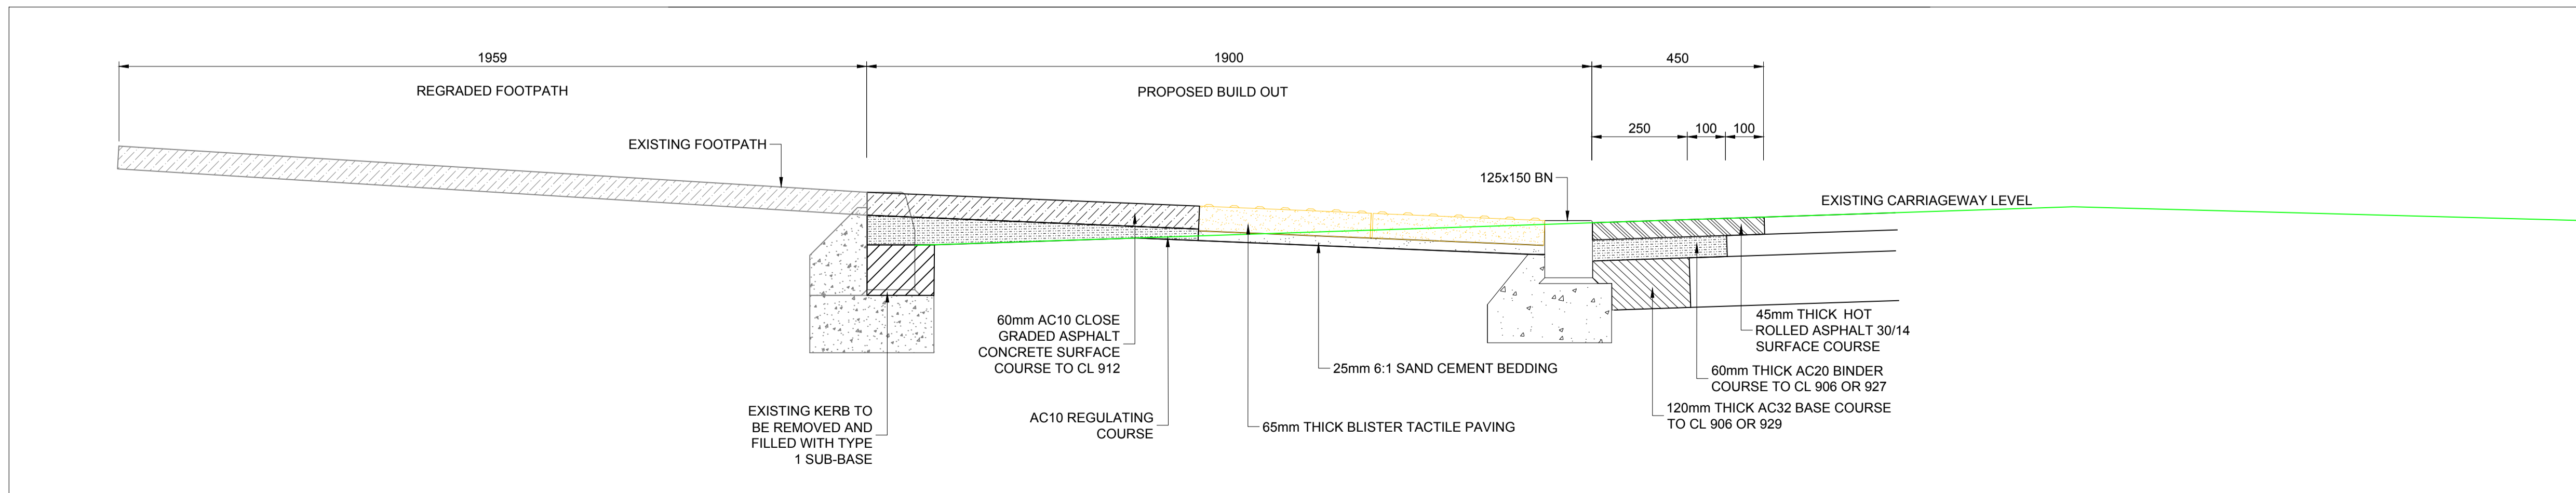 1959
1900
450
REGRADED FOOTPATH
PROPOSED BUILD OUT
250
100
100
EXISTING FOOTPATH
125x150 BN
EXISTING CARRIAGEWAY LEVEL
60mm AC10 CLOSE
GRADED ASPHALT
CONCRETE SURFACE
COURSE TO CL 912
45mm THICK HOT
ROLLED ASPHALT 30/14
SURFACE COURSE
25mm 6:1 SAND CEMENT BEDDING
60mm THICK AC20 BINDER
COURSE TO CL 906 OR 927
EXISTING KERB TO
BE REMOVED AND
FILLED WITH TYPE
1 SUB-BASE
AC10 REGULATING
COURSE
65mm THICK BLISTER TACTILE PAVING
120mm THICK AC32 BASE COURSE
TO CL 906 OR 929